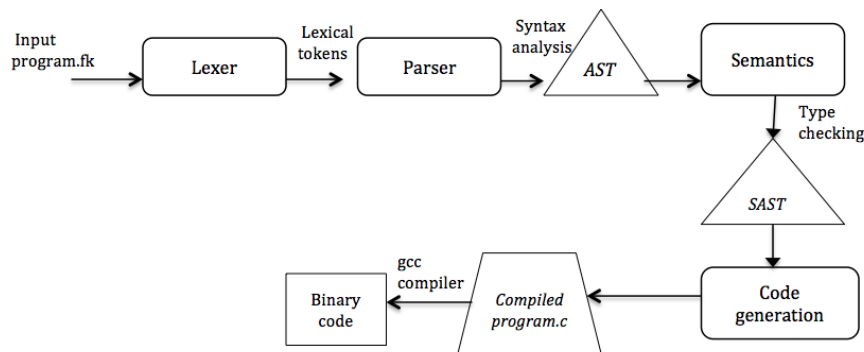 Input
program.fk
Lexer
Lexical
tokens
Parser
Syntax
analysis
AST
Semantics
Type
checking
SAST
Code
generation
Compiled
program.c
gcc
compiler
Binary
code